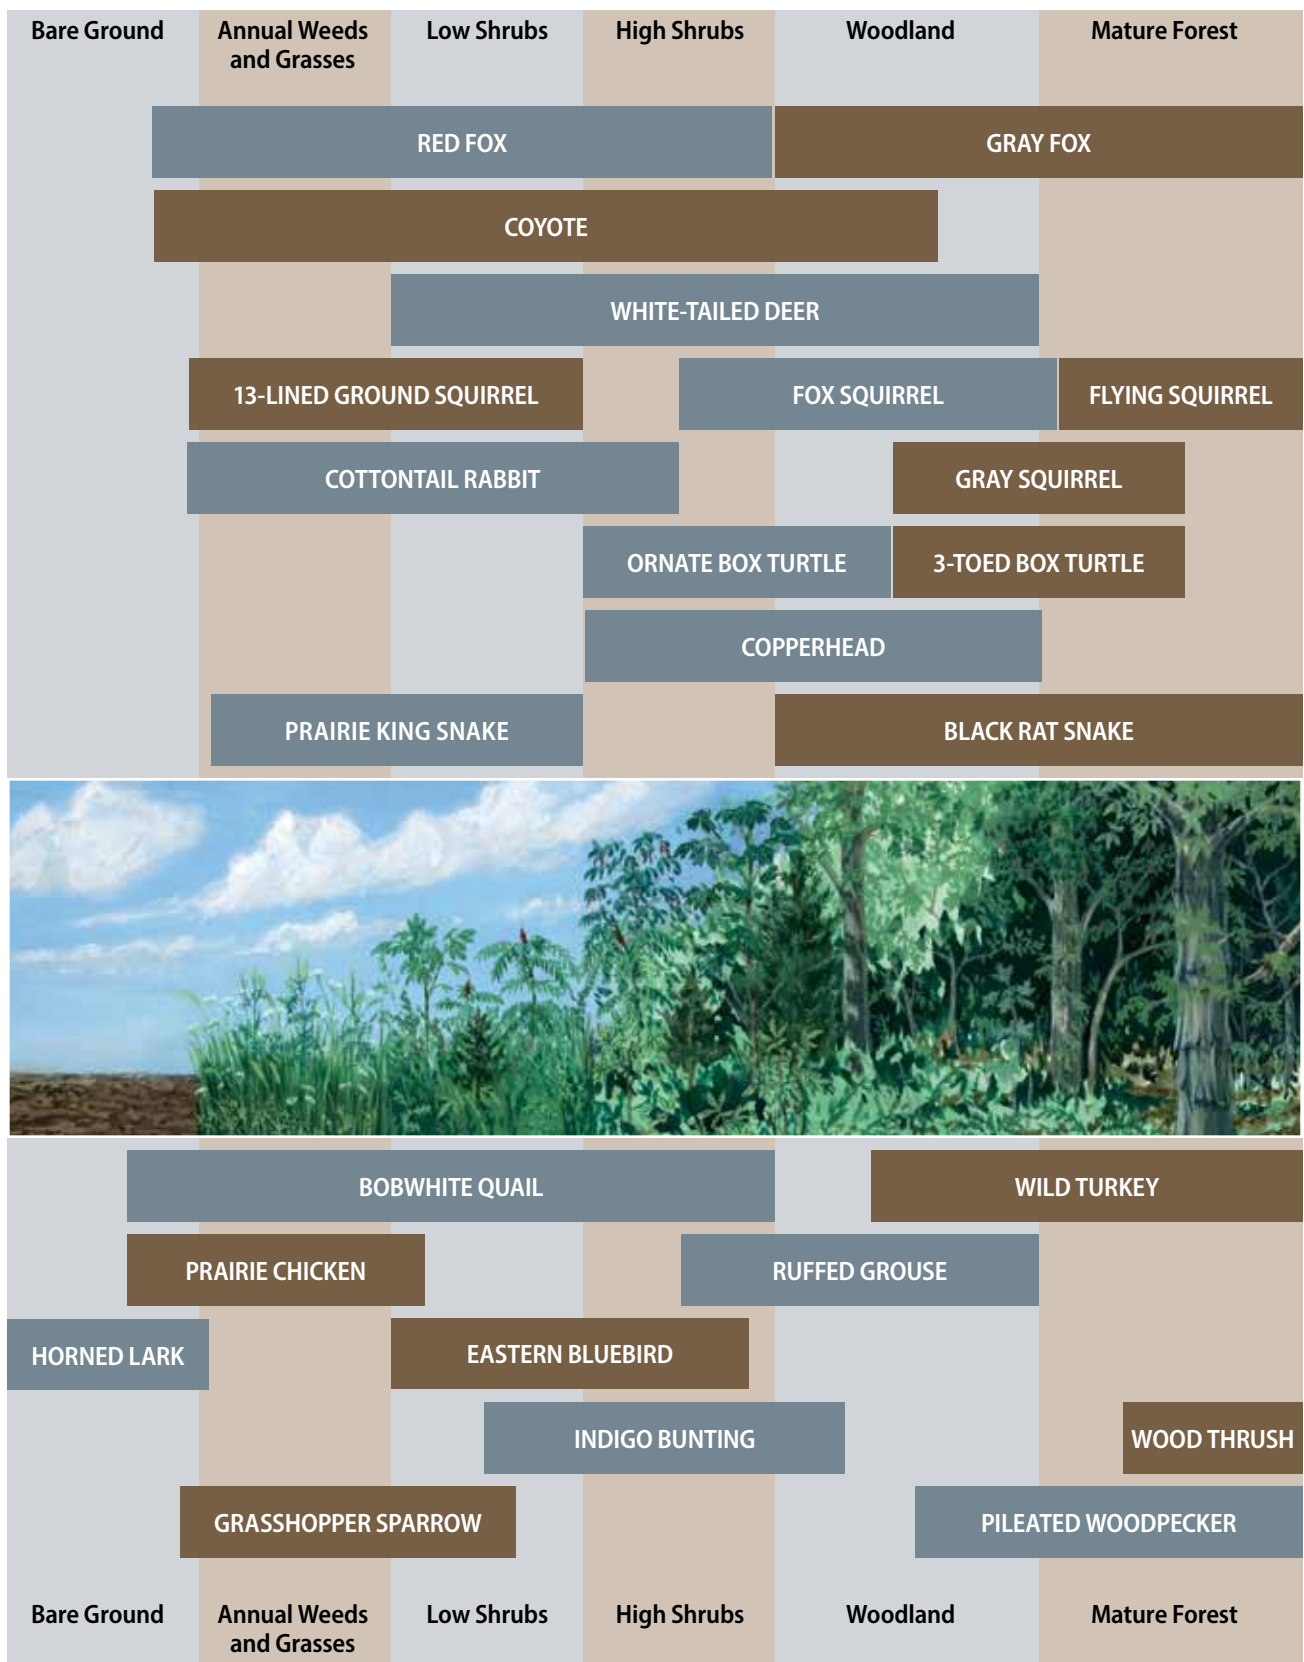 Bare Ground
Annual Weeds
and Grasses
Low Shrubs
High Shrubs
Woodland
Mature Forest
RED FOX
GRAY FOX
COYOTE
WHITE-TAILED DEER
13-LINED GROUND SQUIRREL
FOX SQUIRREL
FLYING SQUIRREL
COTTONTAIL RABBIT
GRAY SQUIRREL
ORNATE BOX TURTLE
3-TOED BOX TURTLE
COPPERHEAD
PRAIRIE KING SNAKE
BLACK RAT SNAKE
BOBWHITE QUAIL
WILD TURKEY
PRAIRIE CHICKEN
RUFFED GROUSE
HORNED LARK
EASTERN BLUEBIRD
INDIGO BUNTING
WOOD THRUSH
GRASSHOPPER SPARROW
PILEATED WOODPECKER
Bare Ground
Annual Weeds
and Grasses
Low Shrubs
High Shrubs
Woodland
Mature Forest